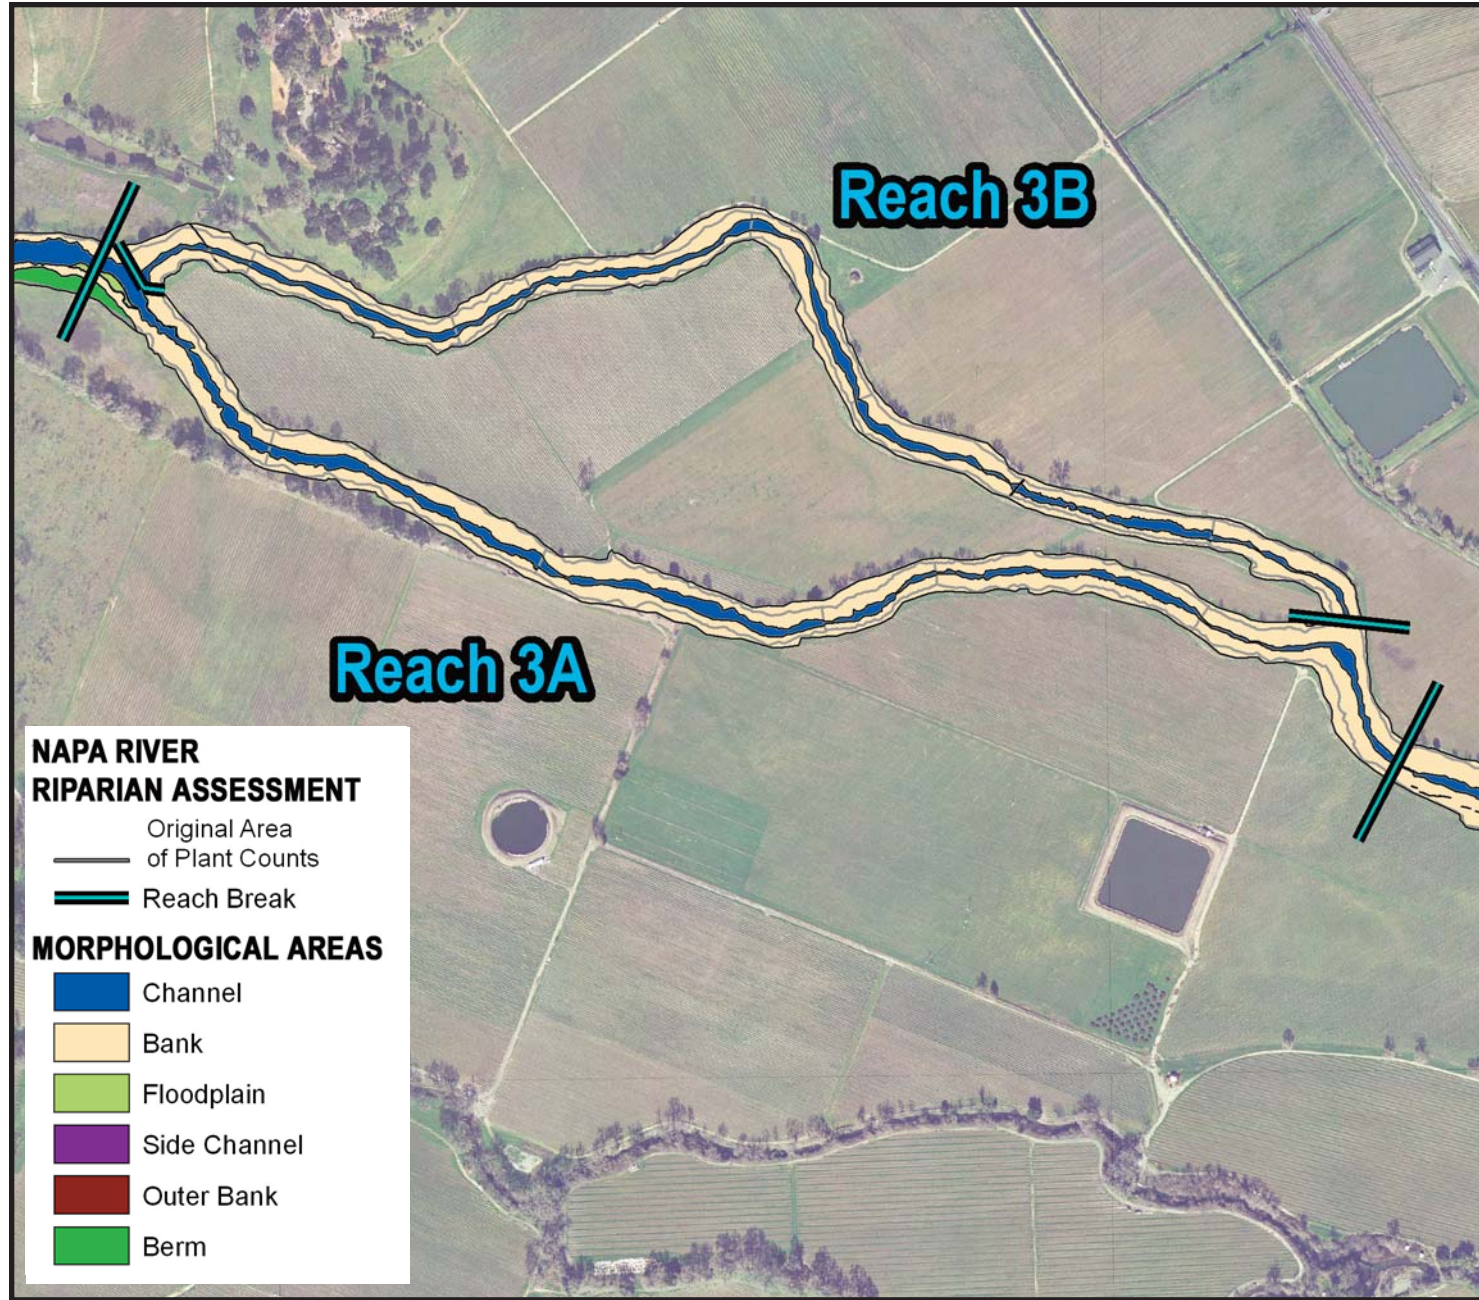 Reach 3B
Reach 3A
NAPA RIVER
RIPARIAN ASSESSMENT
Original Area
of Plant Counts
Reach Break
MORPHOLOGICAL AREAS
Channel
Bank
Floodplain
Side Channel
Outer Bank
Berm